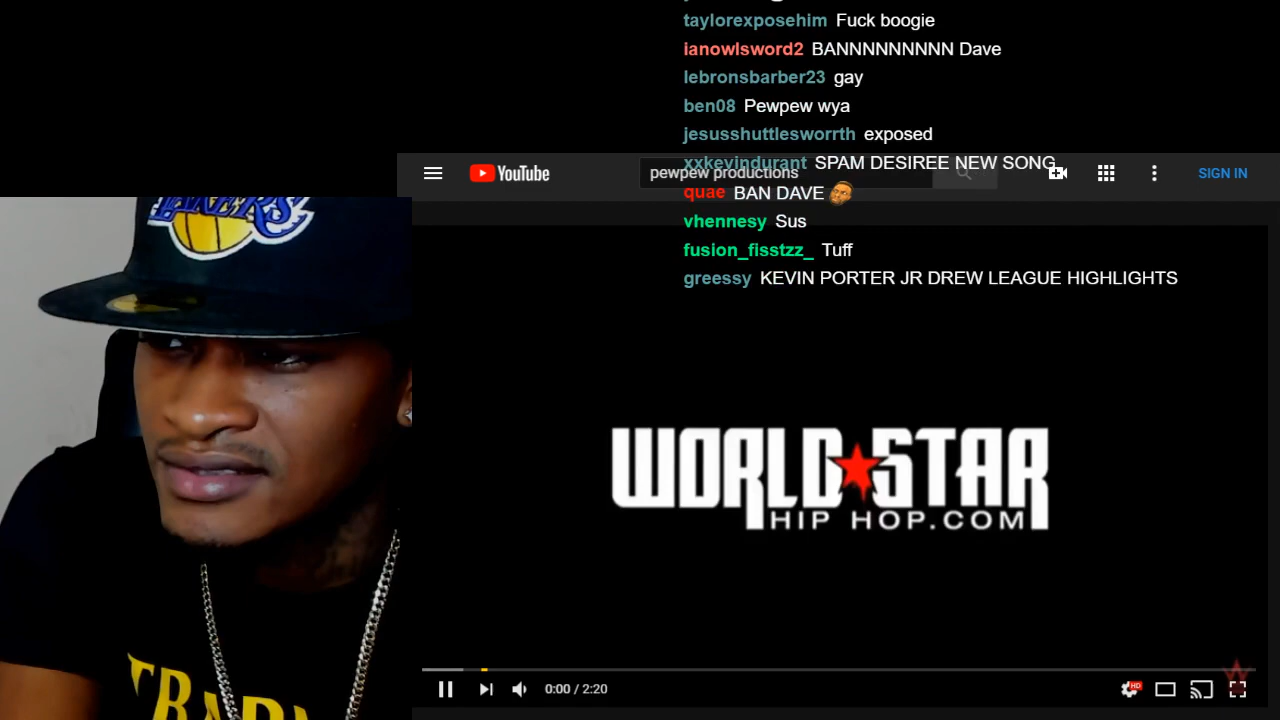 taylorexposehim Fuck boogie
ianowlsword2 BANNNNNNNNN Dave
lebronsbarber23 gay
ben08 Pewpew wya
jesusshuttlesworrth exposed
xxkevindurant SPAM DESIREE NEW SONG
YouTube
pewpew productions
SIGN IN
quae BAN DAVE
vhennesy Sus
fusion_fisstzz_ Tuff
greessy KEVIN PORTER JR DREW LEAGUE HIGHLIGHTS
LAKERS
WORLD STAR
HIP HOP.COM
0:00 / 2:20
HD